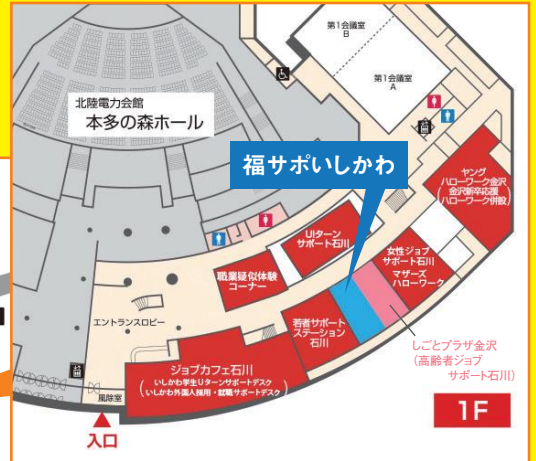 第1会議室
B
第1会議室
A
北陸電力会館
本多の森ホール
福サポいしかわ
ヤング
ハローワーク金沢
(金沢新卒応援
ハローワーク併設)
UIターン
サポート石川
女性ジョブ
サポート石川
マザーズ
ハローワーク
職業疑似体験
コーナー
若者サポート
ステーション
石川
エントランスロビー
しごとプラザ金沢
(高齢者ジョブ
サポート石川)
ジョブカフェ石川
(いしかわ学生Uターンサポートデスク
いしかわ外国人採用・就職サポートデスク)
風除室
入口
1F